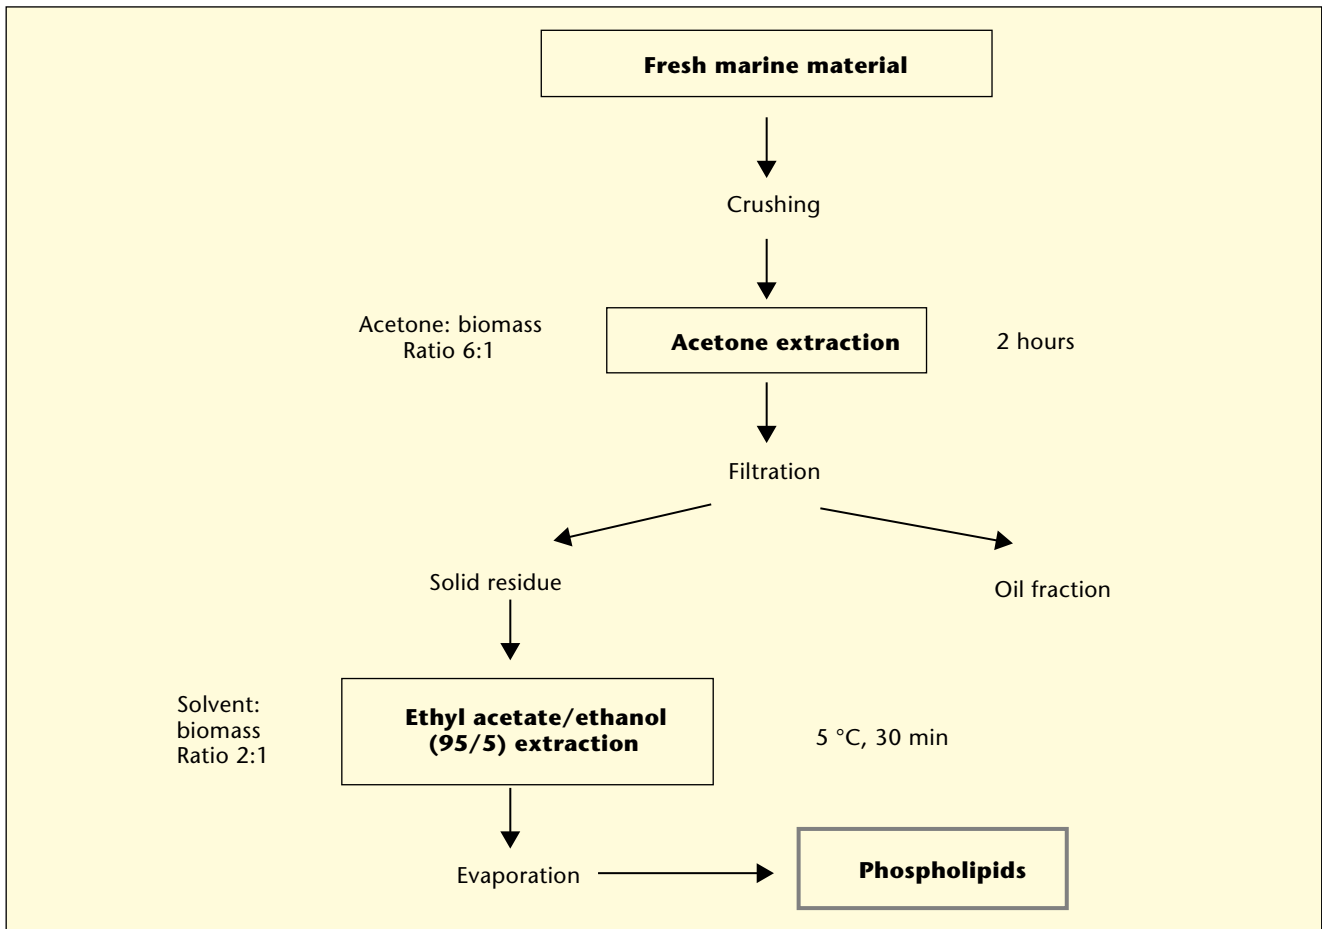 Fresh marine material
Crushing
Acetone: biomass
Ratio 6:1
Acetone extraction
2 hours
Filtration
Solid residue
Oil fraction
Solvent:
biomass
Ratio 2:1
Ethyl acetate/ethanol
(95/5) extraction
5 °C, 30 min
Evaporation
Phospholipids